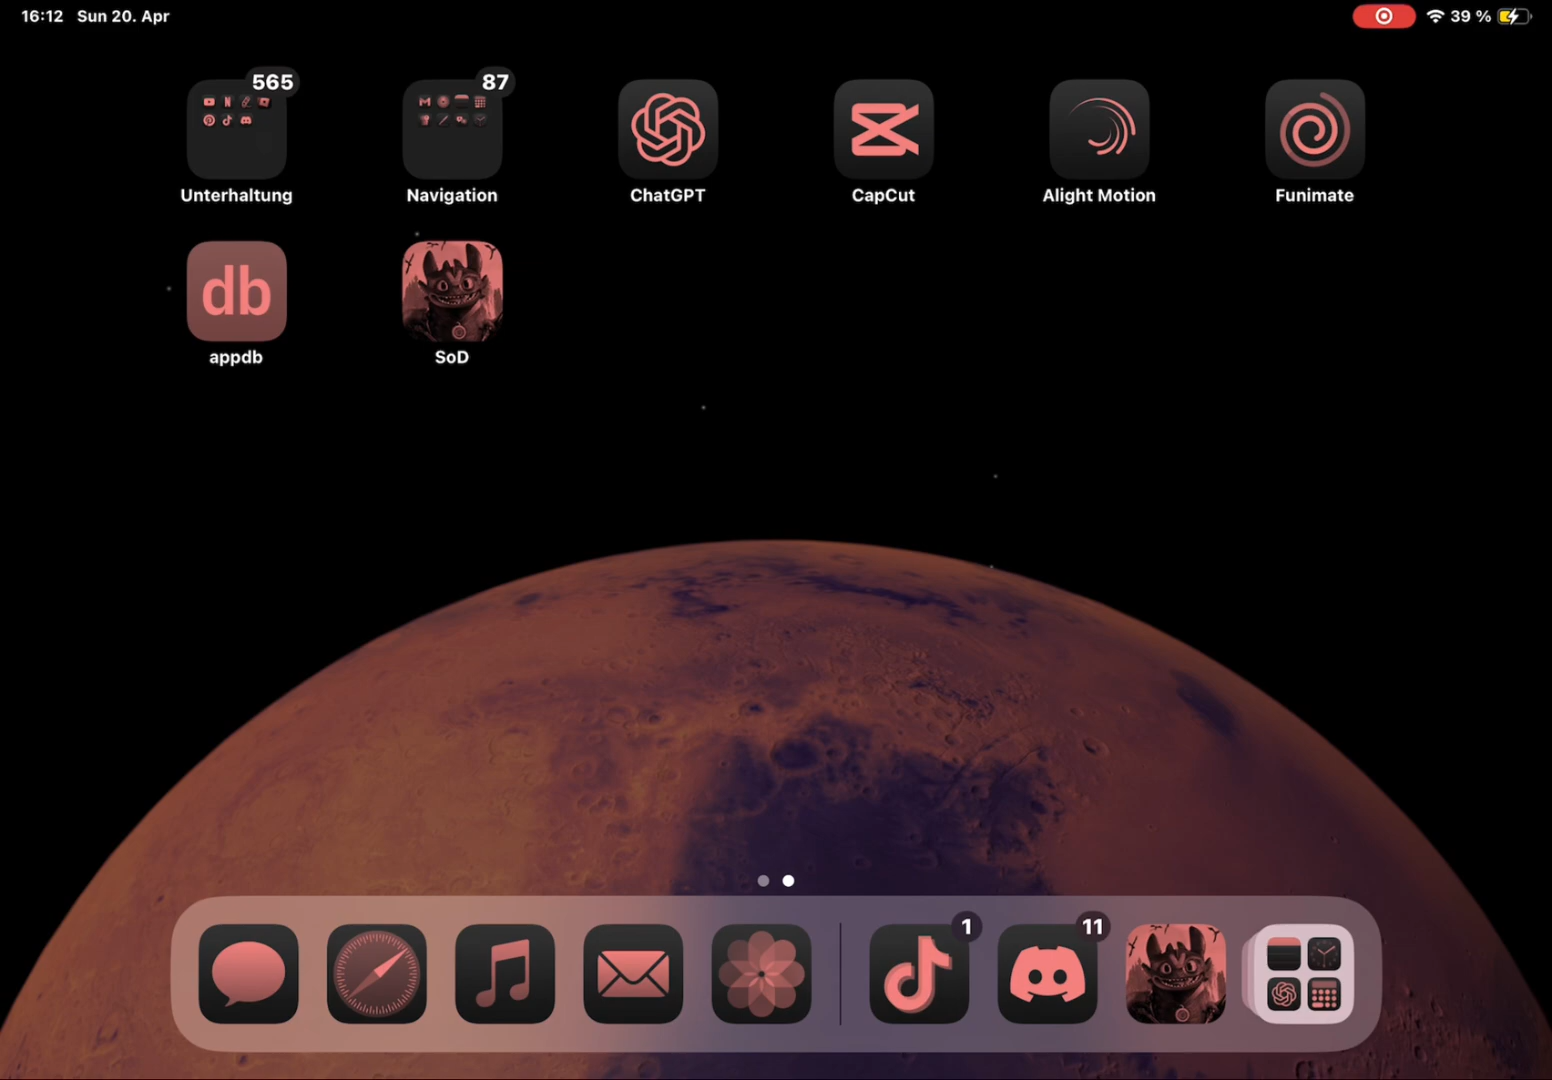 16:12 Sun 20. Apr
39 %
565
87
Unterhaltung
Navigation
ChatGPT
CapCut
Alight Motion
Funimate
db
appdb
SoD
1
11